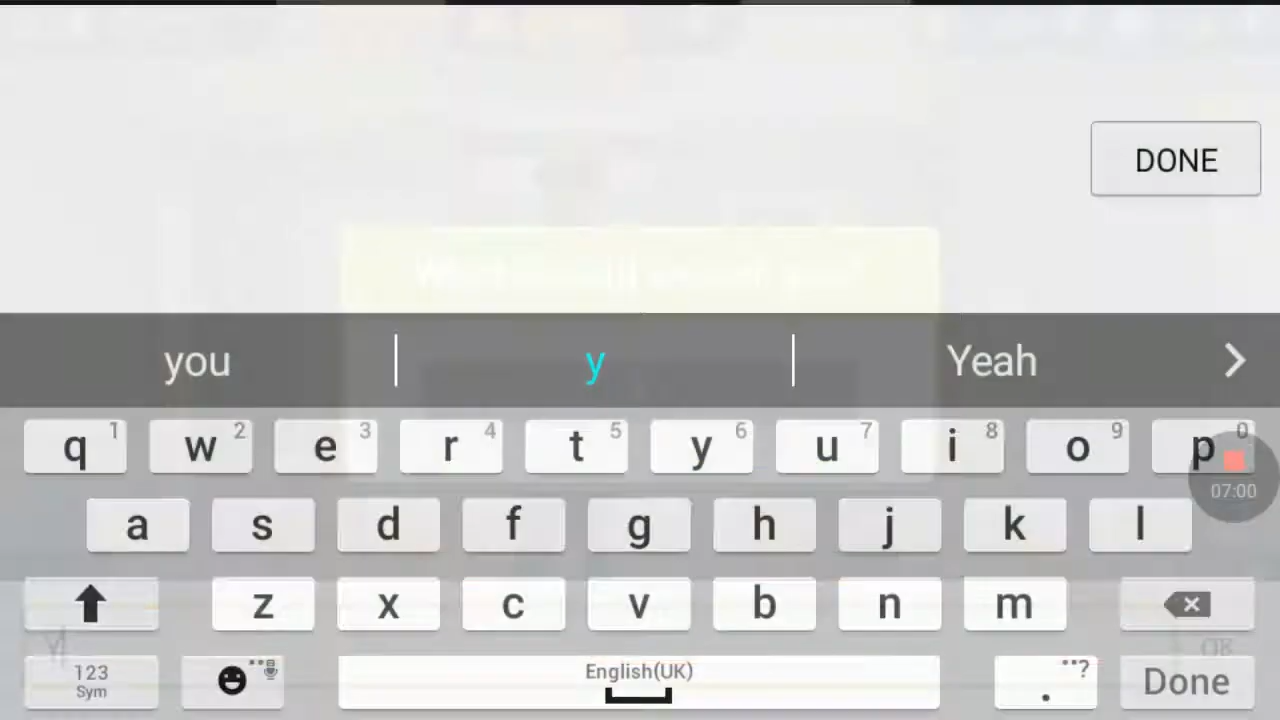 DONE
you y Yeah
q 1 w 2 e 3 r 4 t 5 y 6 u 7 i 8 o 9 p 0
07:00
a s d f g h j k l
z x c v b n m
y OK
123 Sym English(UK) . ? Done